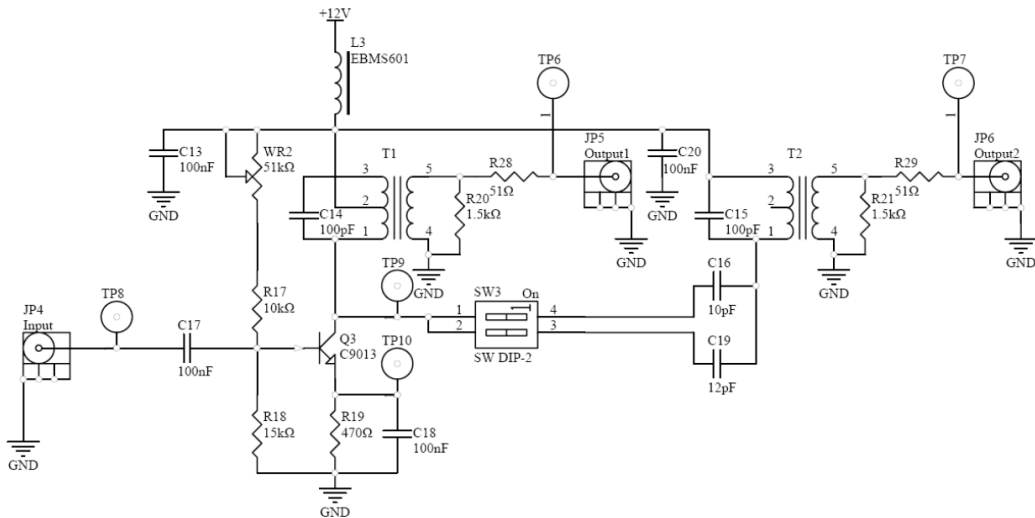 +12V
L3
EBMS601
TP6
TP7
1
1
C13
100nF
WR2
51kΩ
T1
JP5
Output1
C20
100nF
T2
JP6
Output2
3
5
R28
51Ω
3
5
R29
51Ω
GND
C14
100pF
2
R20
1.5kΩ
GND
C15
100pF
2
R21
1.5kΩ
1
4
1
4
GND
GND
TP9
GND
GND
C16
10pF
SW3
On
TP8
R17
10kΩ
1
4
2
3
JP4
Input
C17
100nF
Q3
C9013
TP10
SW DIP-2
C19
12pF
R18
15kΩ
R19
470Ω
C18
100nF
GND
GND